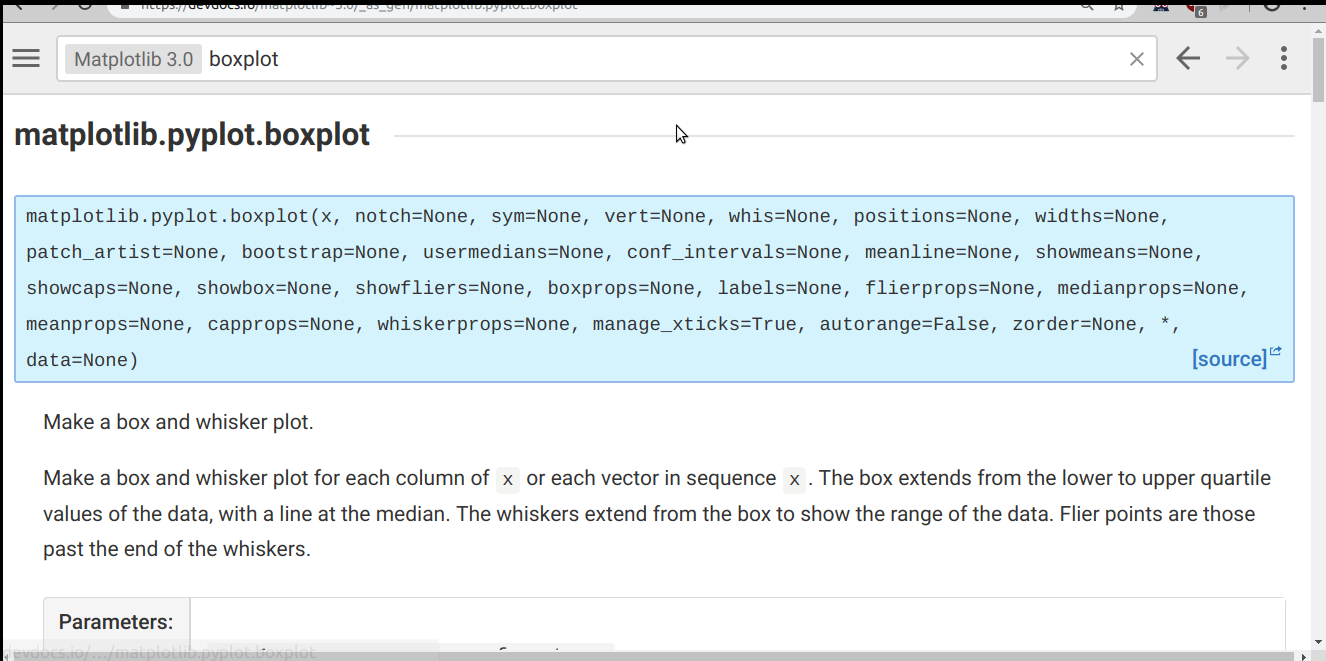 https://devdocs.io/matplotlib~3.0/_as_gen/matplotlib.pyplot.boxplot
6
Matplotlib 3.0 boxplot
matplotlib.pyplot.boxplot
matplotlib.pyplot.boxplot(x, notch=None, sym=None, vert=None, whis=None, positions=None, widths=None,
patch_artist=None, bootstrap=None, usermedians=None, conf_intervals=None, meanline=None, showmeans=None,
showcaps=None, showbox=None, showfliers=None, boxprops=None, labels=None, flierprops=None, medianprops=None,
meanprops=None, capprops=None, whiskerprops=None, manage_xticks=True, autorange=False, zorder=None, *,
data=None)
[source]
Make a box and whisker plot.
Make a box and whisker plot for each column of x or each vector in sequence x . The box extends from the lower to upper quartile
values of the data, with a line at the median. The whiskers extend from the box to show the range of the data. Flier points are those
past the end of the whiskers.
Parameters:
devdocs.io/.../matplotlib.pyplot.boxplot